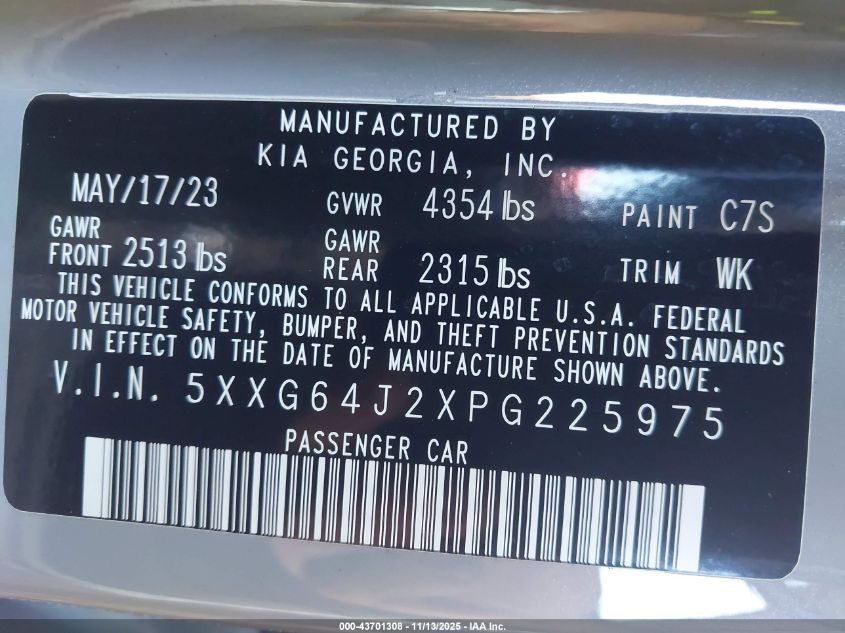 MANUFACTURED BY
KIA GEORGIA, INC.
MAY/17/23 GVWR 4354 lbs PAINT C7S
GAWR FRONT 2513 lbs GAWR REAR 2315 lbs TRIM WK
THIS VEHICLE CONFORMS TO ALL APPLICABLE U.S.A. FEDERAL
MOTOR VEHICLE SAFETY, BUMPER, AND THEFT PREVENTION STANDARDS
IN EFFECT ON THE DATE OF MANUFACTURE SHOWN ABOVE.
V.I.N. 5XXG64J2XPG225975
PASSENGER CAR
000-43701308 - 11/13/2025 - IAA Inc.